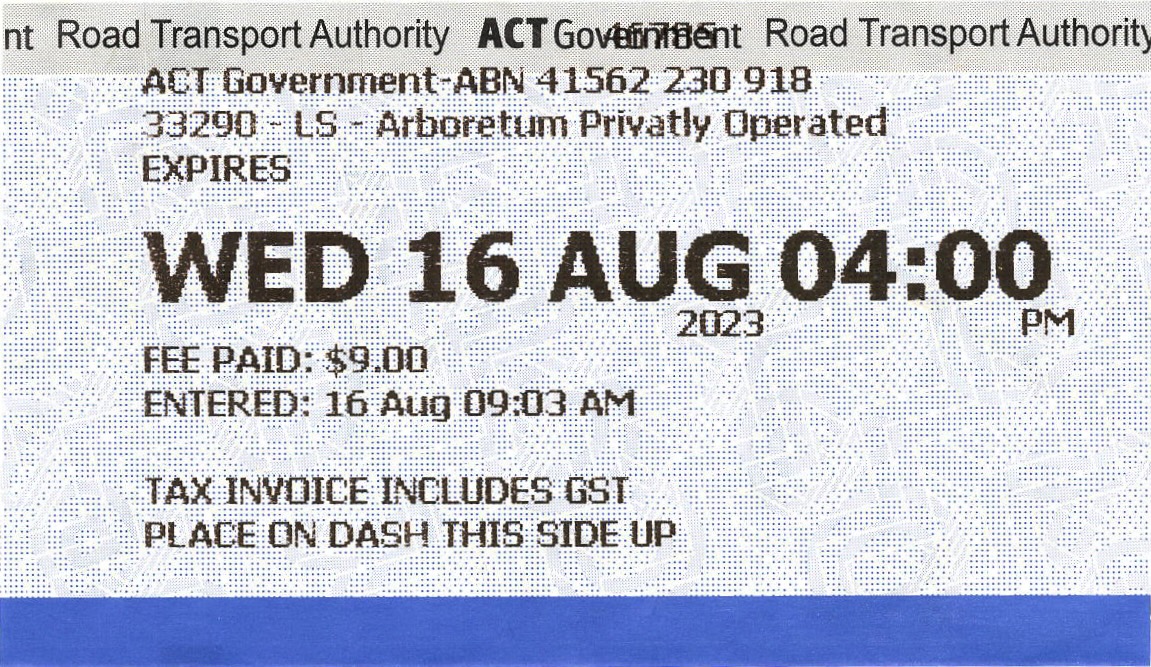 nt Road Transport Authority ACT Government Road Transport Authority
ACT Government-ABN 41562 230 918
33290 - LS - Arboretum Privatly Operated
EXPIRES
WED 16 AUG 04:00
2023 PM
FEE PAID: $9.00
ENTERED: 16 Aug 09:03 AM
TAX INVOICE INCLUDES GST
PLACE ON DASH THIS SIDE UP